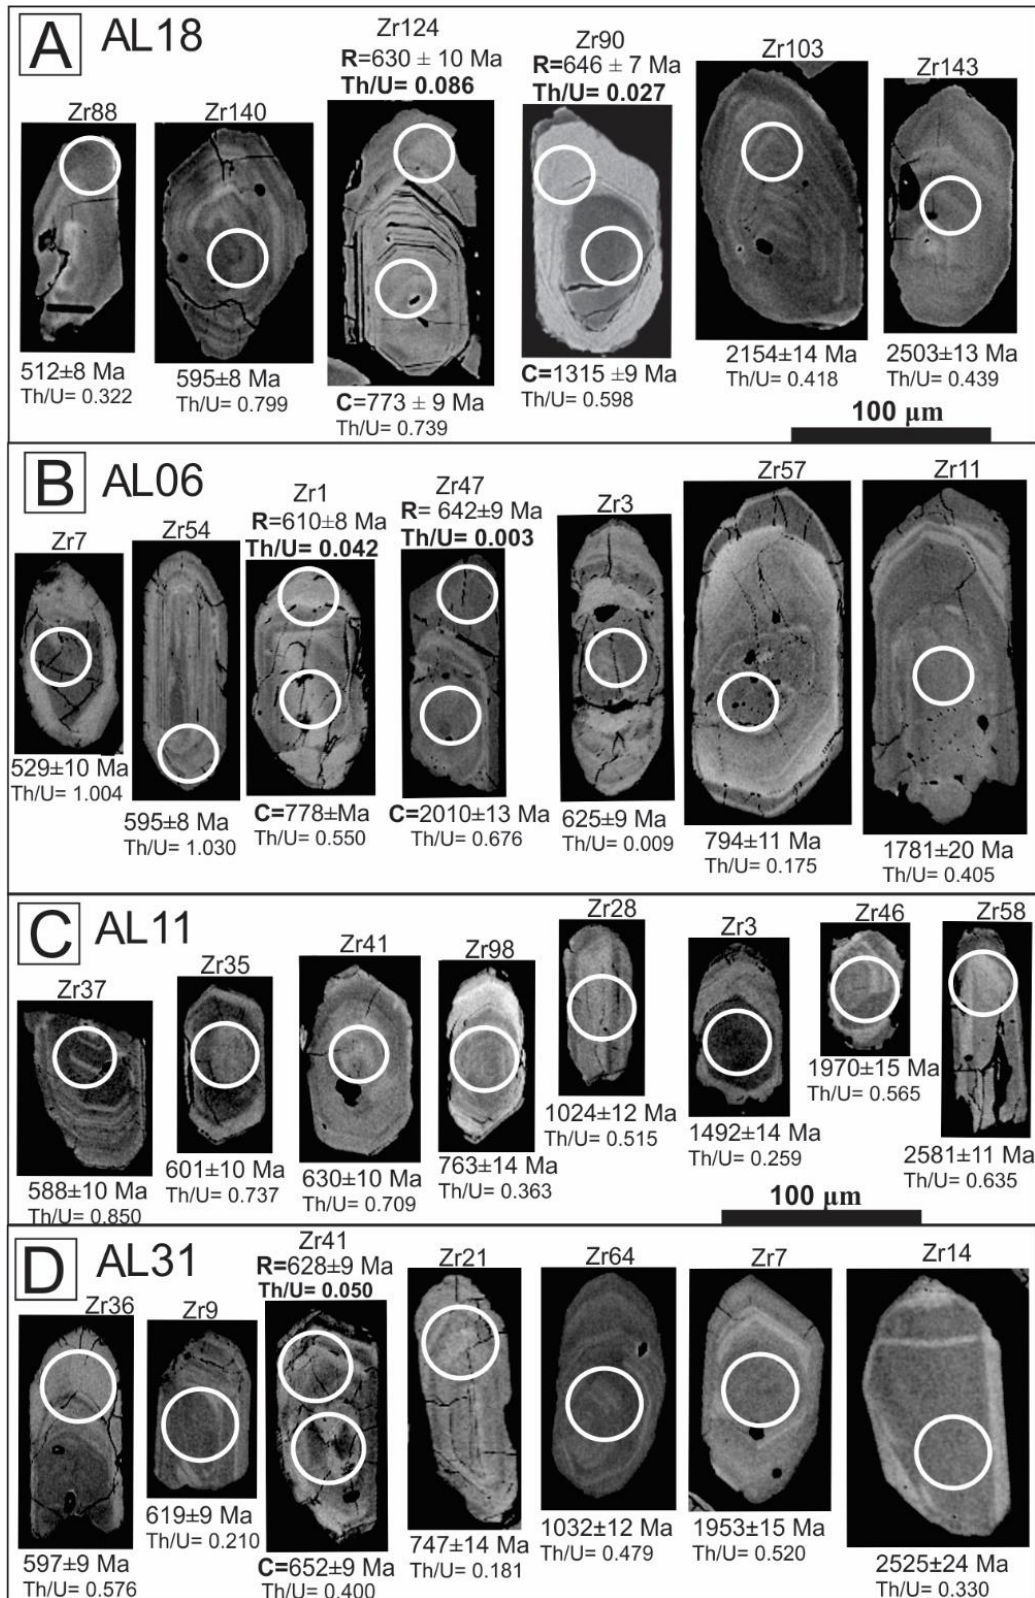 A AL18
Zr88
512±8 Ma
Th/U= 0.322
Zr140
595±8 Ma
Th/U= 0.799
Zr124
R=630 ± 10 Ma
Th/U= 0.086
C=773 ± 9 Ma
Th/U= 0.739
Zr90
R=646 ± 7 Ma
Th/U= 0.027
C=1315 ±9 Ma
Th/U= 0.598
Zr103
2154±14 Ma
Th/U= 0.418
Zr143
2503±13 Ma
Th/U= 0.439
100 µm
B AL06
Zr7
529±10 Ma
Th/U= 1.004
Zr54
595±8 Ma
Th/U= 1.030
Zr1
R=610±8 Ma
Th/U= 0.042
C=778±Ma
Th/U= 0.550
Zr47
R= 642±9 Ma
Th/U= 0.003
C=2010±13 Ma
Th/U= 0.676
Zr3
625±9 Ma
Th/U= 0.009
Zr57
794±11 Ma
Th/U= 0.175
Zr11
1781±20 Ma
Th/U= 0.405
C AL11
Zr37
588±10 Ma
Th/U= 0.850
Zr35
601±10 Ma
Th/U= 0.737
Zr41
630±10 Ma
Th/U= 0.709
Zr98
763±14 Ma
Th/U= 0.363
Zr28
1024±12 Ma
Th/U= 0.515
Zr3
1492±14 Ma
Th/U= 0.259
Zr46
1970±15 Ma
Th/U= 0.565
Zr58
2581±11 Ma
Th/U= 0.635
100 µm
D AL31
Zr36
597±9 Ma
Th/U= 0.576
Zr9
619±9 Ma
Th/U= 0.210
Zr41
R=628±9 Ma
Th/U= 0.050
C=652±9 Ma
Th/U= 0.400
Zr21
747±14 Ma
Th/U= 0.181
Zr64
1032±12 Ma
Th/U= 0.479
Zr7
1953±15 Ma
Th/U= 0.520
Zr14
2525±24 Ma
Th/U= 0.330